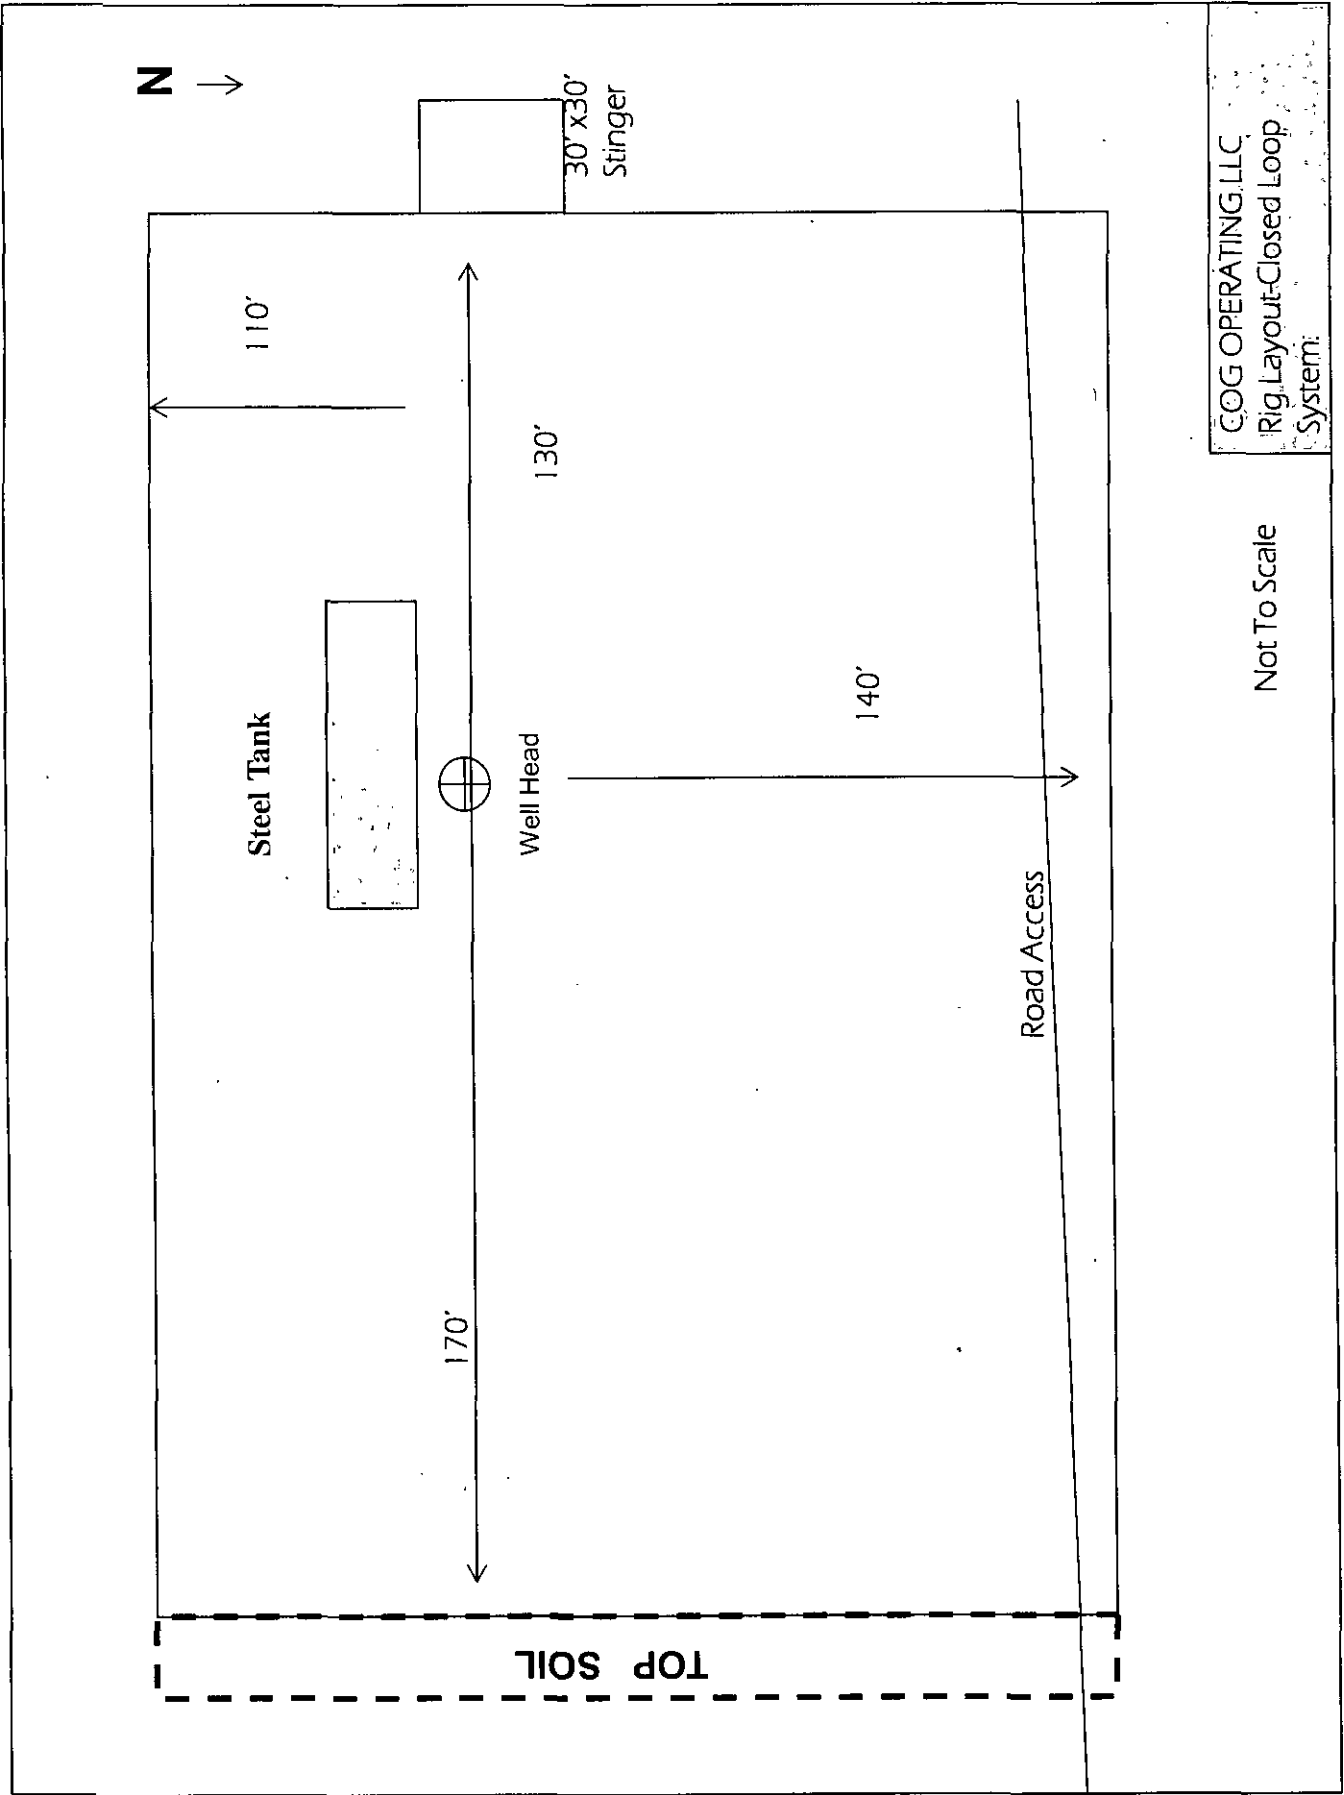 N
110'
30' x30'
Stinger
130'
Steel Tank
Well Head
140'
170'
Road Access
TOP SOIL
Not To Scale
COG OPERATING LLC
Rig Layout-Closed Loop
System